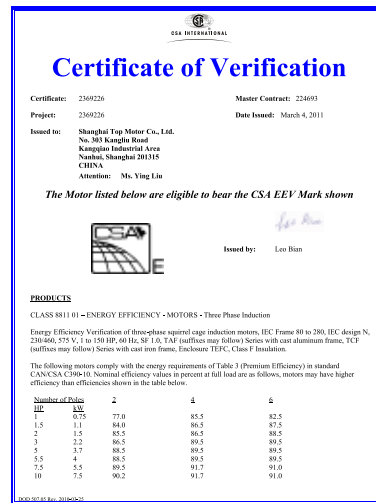 CSA INTERNATIONAL
Certificate of Verification
Certificate: 2369226 Master Contract: 224693
Project: 2369226 Date Issued: March 4, 2011
Issued to: Shanghai Top Motor Co., Ltd.
No. 303 Kangliu Road
Kangqiao Industrial Area
Nanhui, Shanghai 201315
CHINA
Attention: Ms. Ying Liu
The Motor listed below are eligible to bear the CSA EEV Mark shown
CSA
E
Issued by: Leo Bian
PRODUCTS
CLASS 8811 01 – ENERGY EFFICIENCY - MOTORS - Three Phase Induction
Energy Efficiency Verification of three-phase squirrel cage induction motors, IEC Frame 80 to 280, IEC design N,
230/460, 575 V, 1 to 150 HP, 60 Hz, SF 1.0, TAF (suffixes may follow) Series with cast aluminum frame, TCF
(suffixes may follow) Series with cast iron frame, Enclosure TEFC, Class F Insulation.
The following motors comply with the energy requirements of Table 3 (Premium Efficiency) in standard
CAN/CSA C390-10. Nominal efficiency values in percent at full load are as follows, motors may have higher
efficiency than efficiencies shown in the table below.
Number of Poles 2 4 6
HP kW
1 0.75 77.0 85.5 82.5
1.5 1.1 84.0 86.5 87.5
2 1.5 85.5 86.5 88.5
3 2.2 86.5 89.5 89.5
5 3.7 88.5 89.5 89.5
5.5 4 88.5 89.5 89.5
7.5 5.5 89.5 91.7 91.0
10 7.5 90.2 91.7 91.0
DQD 507.05 Rev. 2010-03-25